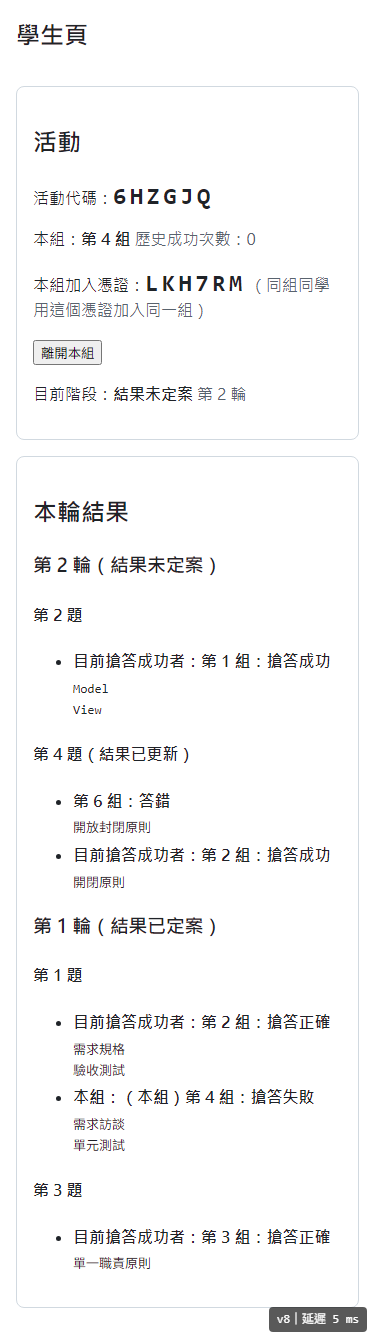 學生頁
活動
活動代碼：6HZGJQ
本組：第 4 組 歷史成功次數：0
本組加入憑證：LKH7RM （同組同學
用這個憑證加入同一組）
離開本組
目前階段：結果未定案 第 2 輪
本輪結果
第 2 輪（結果未定案）
第 2 題
• 目前搶答成功者：第 1 組：搶答成功
Model
View
第 4 題（結果已更新）
• 第 6 組：答錯
開放封閉原則
• 目前搶答成功者：第 2 組：搶答成功
開閉原則
第 1 輪（結果已定案）
第 1 題
• 目前搶答成功者：第 2 組：搶答正確
需求規格
驗收測試
• 本組：（本組）第 4 組：搶答失敗
需求訪談
單元測試
第 3 題
• 目前搶答成功者：第 3 組：搶答正確
單一職責原則
v8｜延遲 5 ms